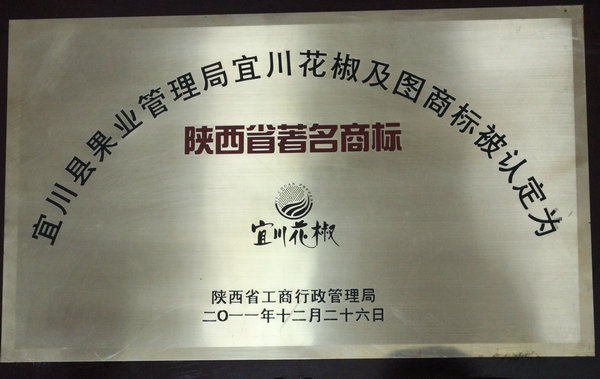 宜川县果业管理局宜川花椒及图商标被认定为
陕西省著名商标
宜川花椒
陕西省工商行政管理局
二〇一一年十二月二十六日